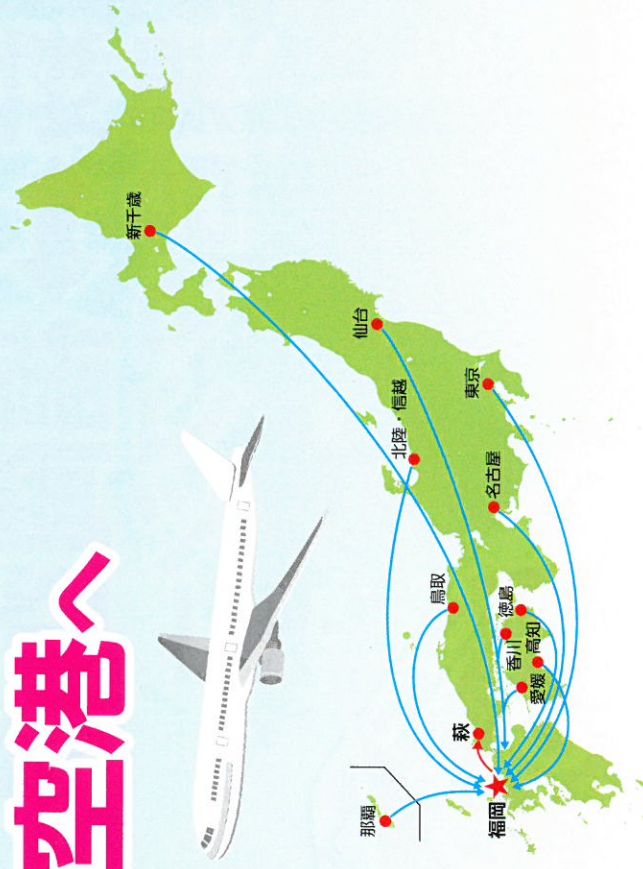 空港へ
新千歳
仙台
北陸・信越
東京
名古屋
鳥取
徳島
香川
高知
愛媛
萩
福岡
那覇